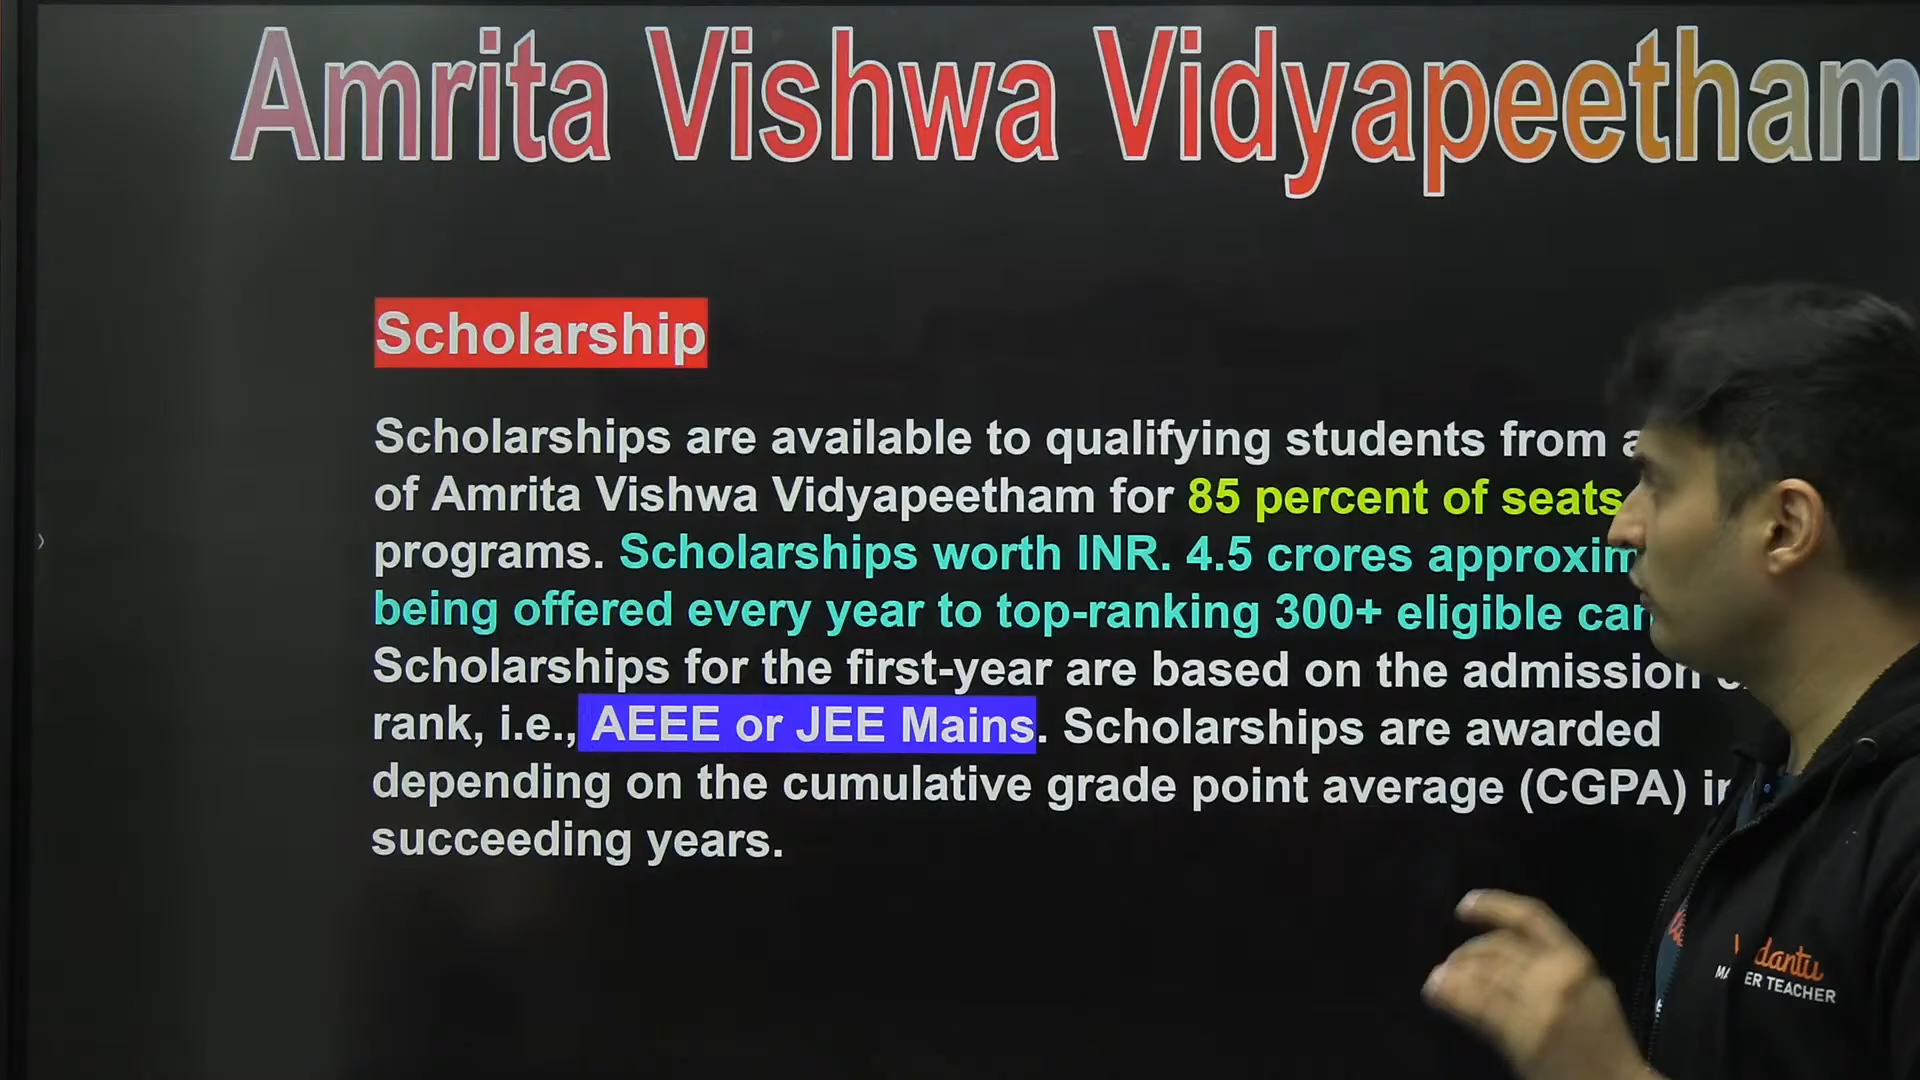 Amrita Vishwa Vidyapeetham
Scholarship
Scholarships are available to qualifying students from
of Amrita Vishwa Vidyapeetham for 85 percent of seats
programs. Scholarships worth INR. 4.5 crores
being offered every year to top-ranking 300+ eligible
Scholarships for the first-year are based on the admission
rank, i.e., AEEE or JEE Mains. Scholarships are awarded
depending on the cumulative grade point average (CGPA)
succeeding years.
TEACHER